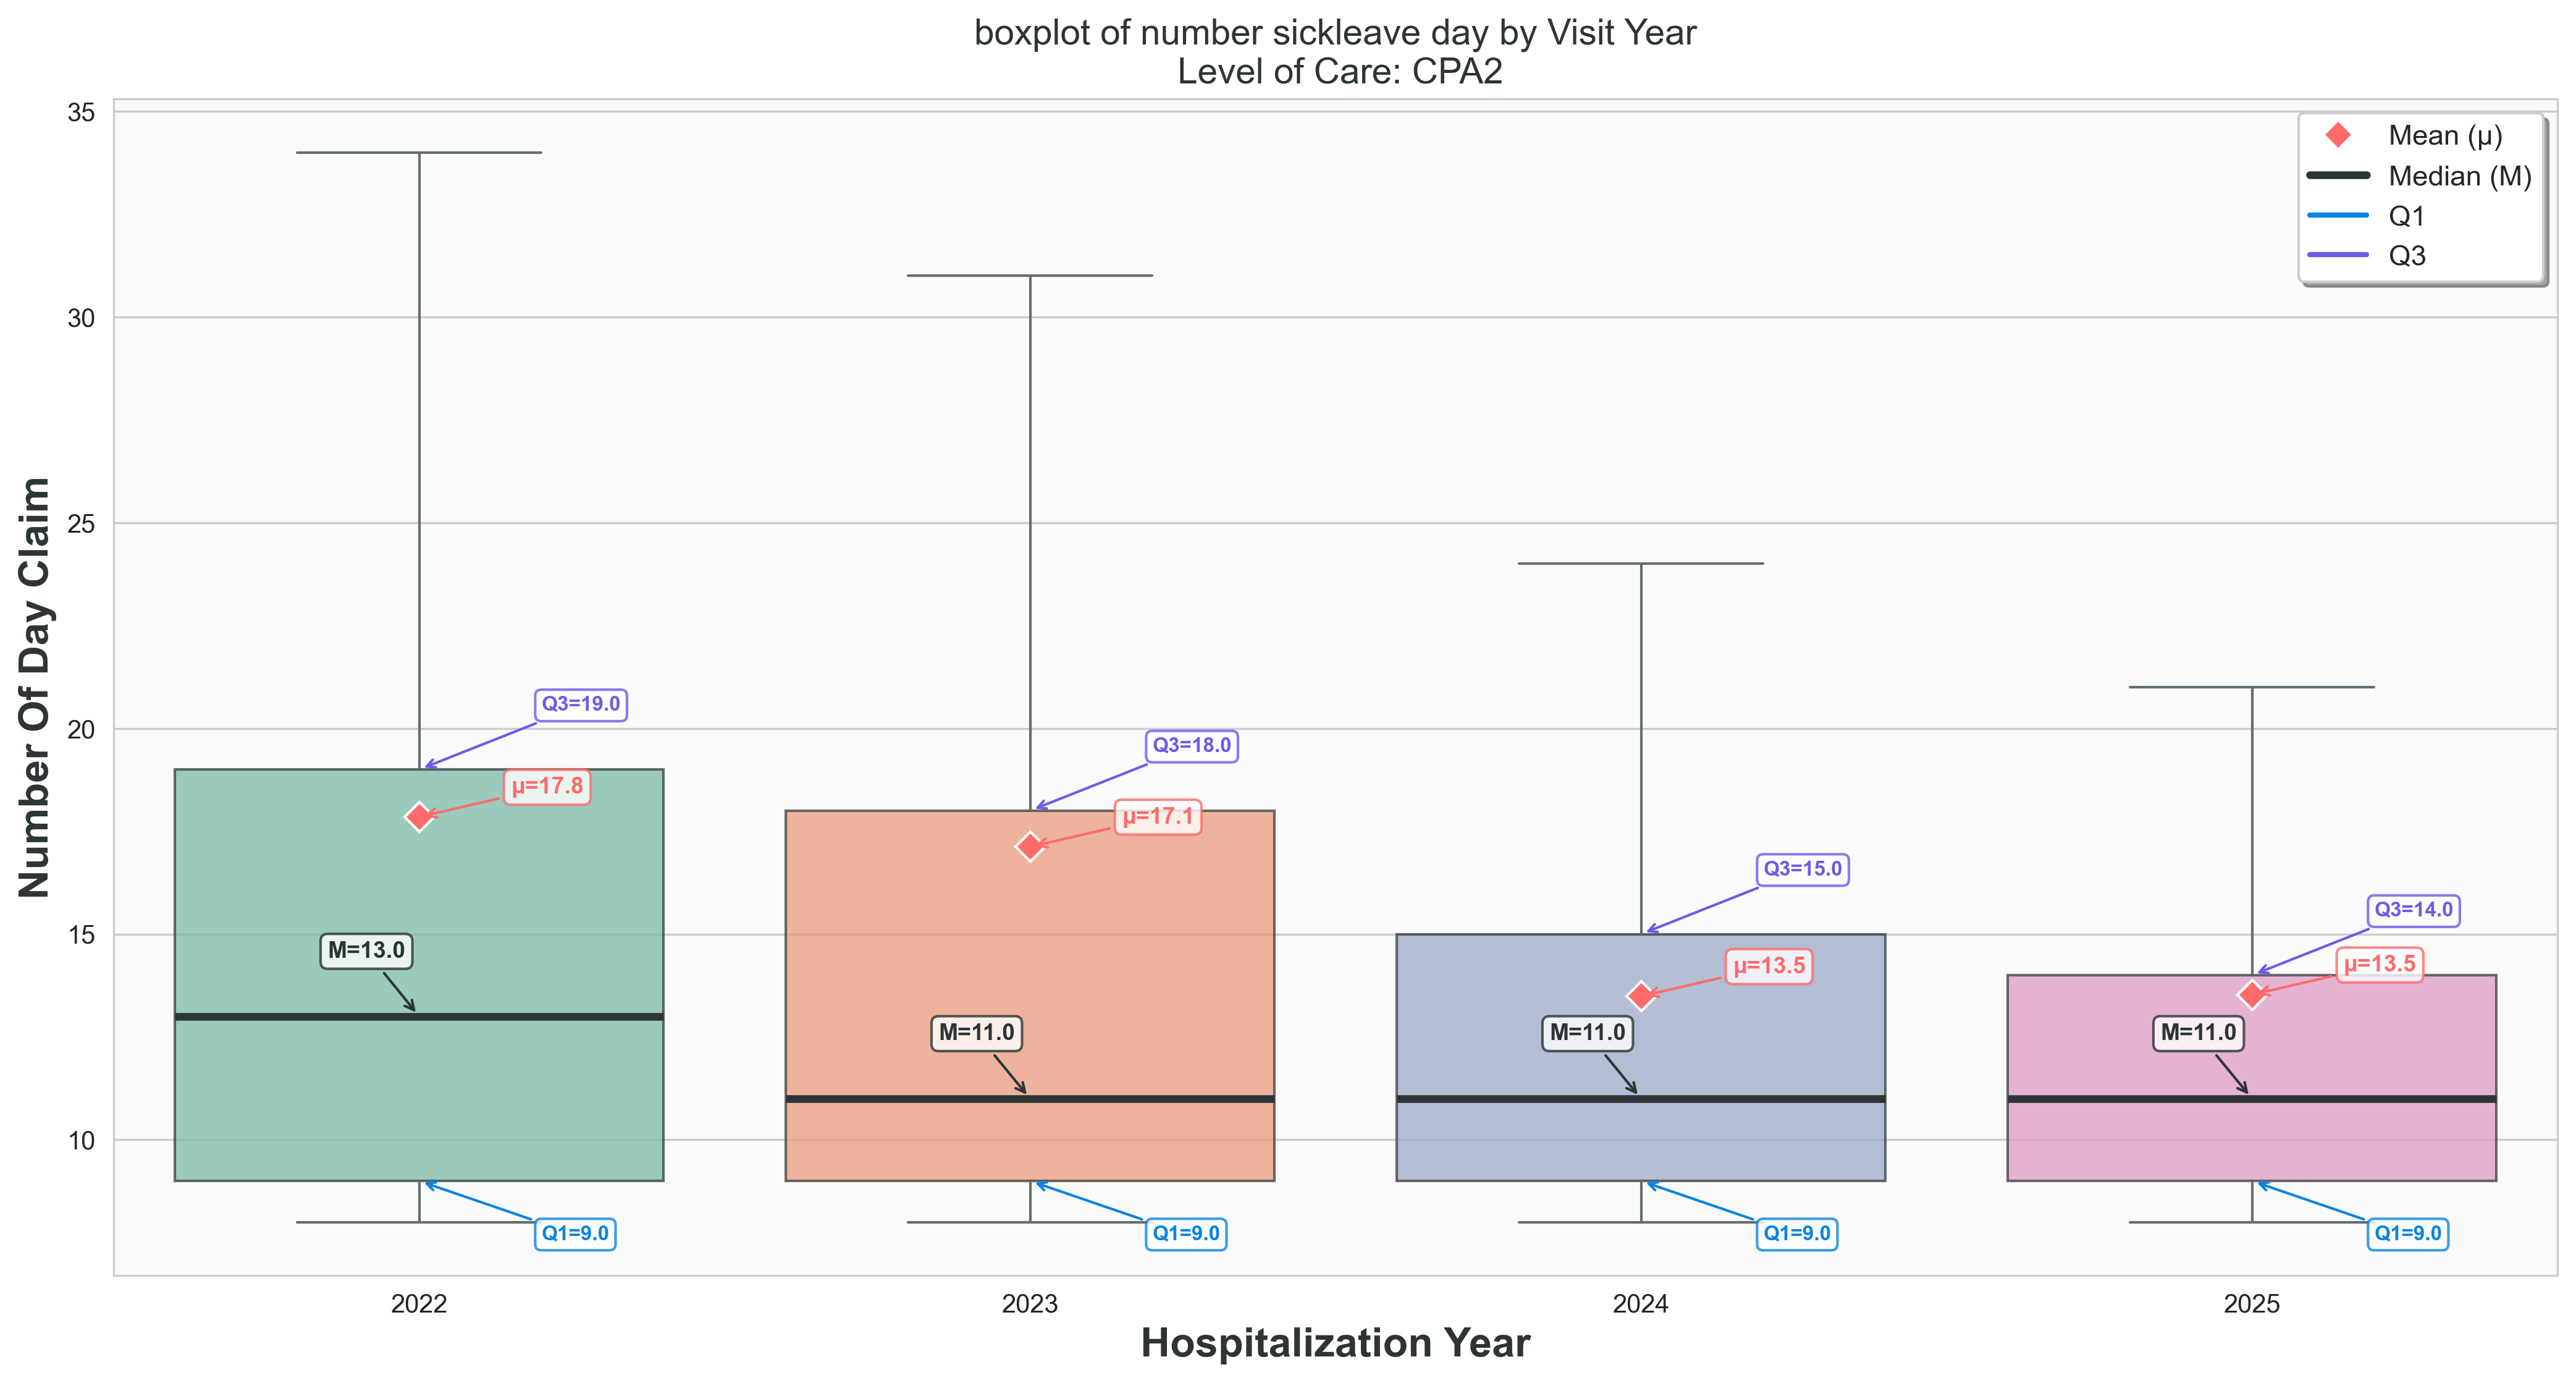 boxplot of number sickleave day by Visit Year
Level of Care: CPA2
Number Of Day Claim
35
30
25
20
15
10
Mean (μ)
Median (M)
Q1
Q3
Q3=19.0
μ=17.8
M=13.0
Q1=9.0
Q3=18.0
μ=17.1
M=11.0
Q1=9.0
Q3=15.0
μ=13.5
M=11.0
Q1=9.0
Q3=14.0
μ=13.5
M=11.0
Q1=9.0
2022
2023
2024
2025
Hospitalization Year